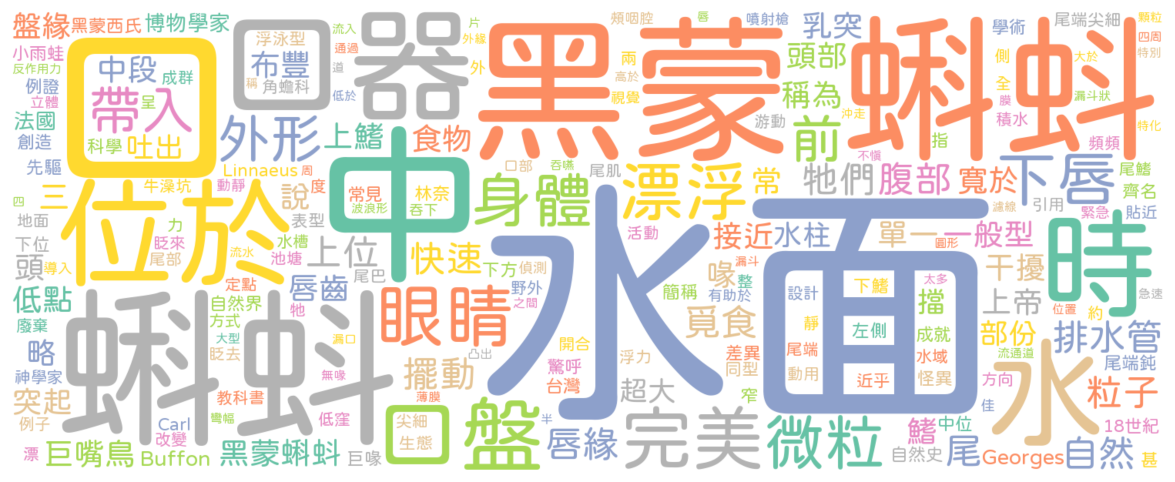 盤緣 黑蒙西氏 博物學家
小雨蛙
反作用力
例證 立體
法國
創造
口
中段 成群
帶入 呈
科學 吐出
浮泳型 稱
口
布豐
角蟾科
流入
通過
道
低於
器
片
外緣
外
黑蒙
蝌蚪
頰咽腔
唇
噴射槍
兩
高於
視覺
乳突
頭部
稱為
沖走
游動
前
指
學術
側
大於
全
膜
積水
漏斗狀
頻頻
尾端尖細
顆粒
四周
特別
特化
外形
上鰭
食物
先驅
Linnaeus
周
動靜
度
牛藻坑
四
三
地面
位於
說
表型
力
下位
頭
導入
眨來
尾部
流水
水槽
池塘
上位
中
常見
波浪形
林奈
吞下
口部
吞嚥
尾肌
身體
漂浮
常
牠們
不慎
腹部
寬於
下唇
尾鰭
齊名
濾線
引用
緊急
貼近
快速
下方
偵測
活動
接近
水柱
單一
一般型
圓形
時
低點
廢棄
略
神學家
突起
例子
漂
巨嘴鳥
自然界
方式
大型
眨去
定點
唇齒
牠
漏口
尾巴
蝌蚪
無喙
教科書
Carl
改變
彎幅
低窪
Buffon
黑蒙蝌蚪
巨喙
眼睛
野外
之間
凸出
擺動
薄膜
開合
驚呼
台灣
浮力
水面
簡稱
喙
漏斗
整
有助於
覓食
差異
同型
超大
窄
設計
靜
尾端
動用
下鰭
左側
近乎
干擾
太多
擋
成就
水域
怪異
上帝
部份
位置
約
急速
排水管
流通道
尾端鈍
方向
水
粒子
佳
口
尖細
生態
盤
半
唇緣
完美
微粒
鰭
中位
自然史
尾
Georges
18世紀
自然
甚